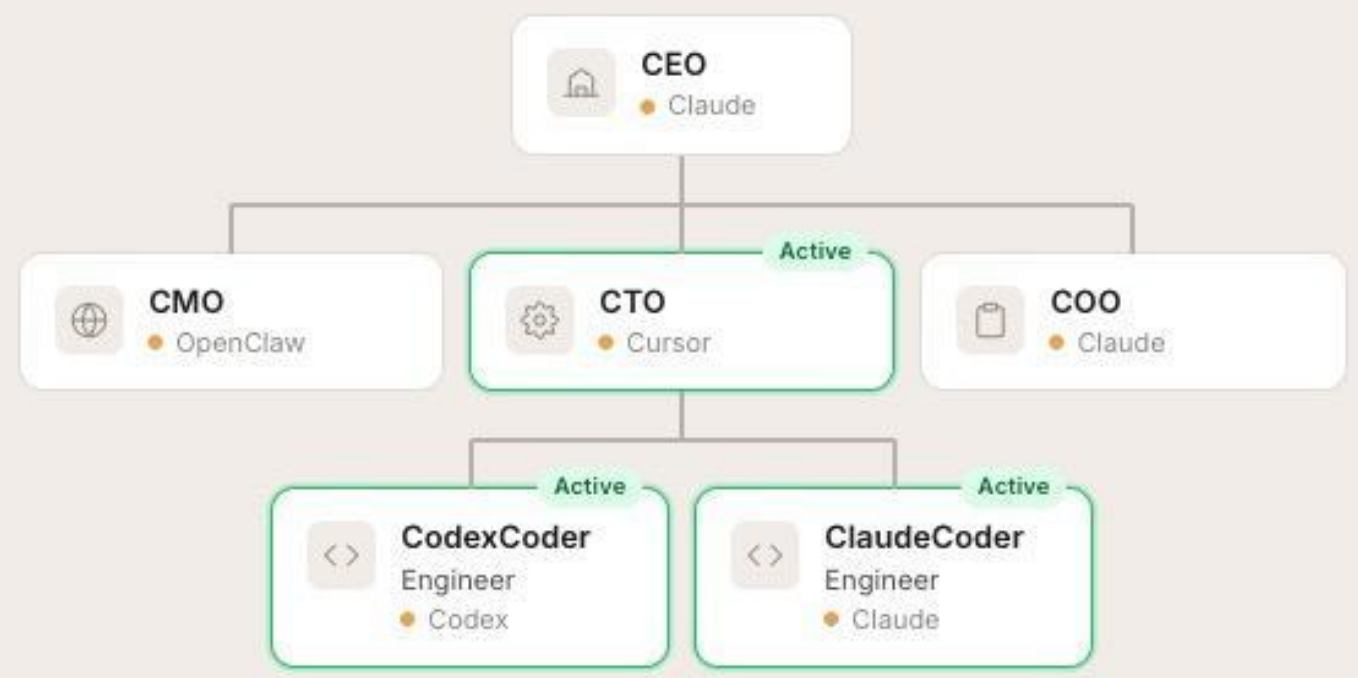 CEO
Claude
Active
CMO
OpenClaw
CTO
Cursor
COO
Claude
Active
Active
CodexCoder
Engineer
Codex
ClaudeCoder
Engineer
Claude